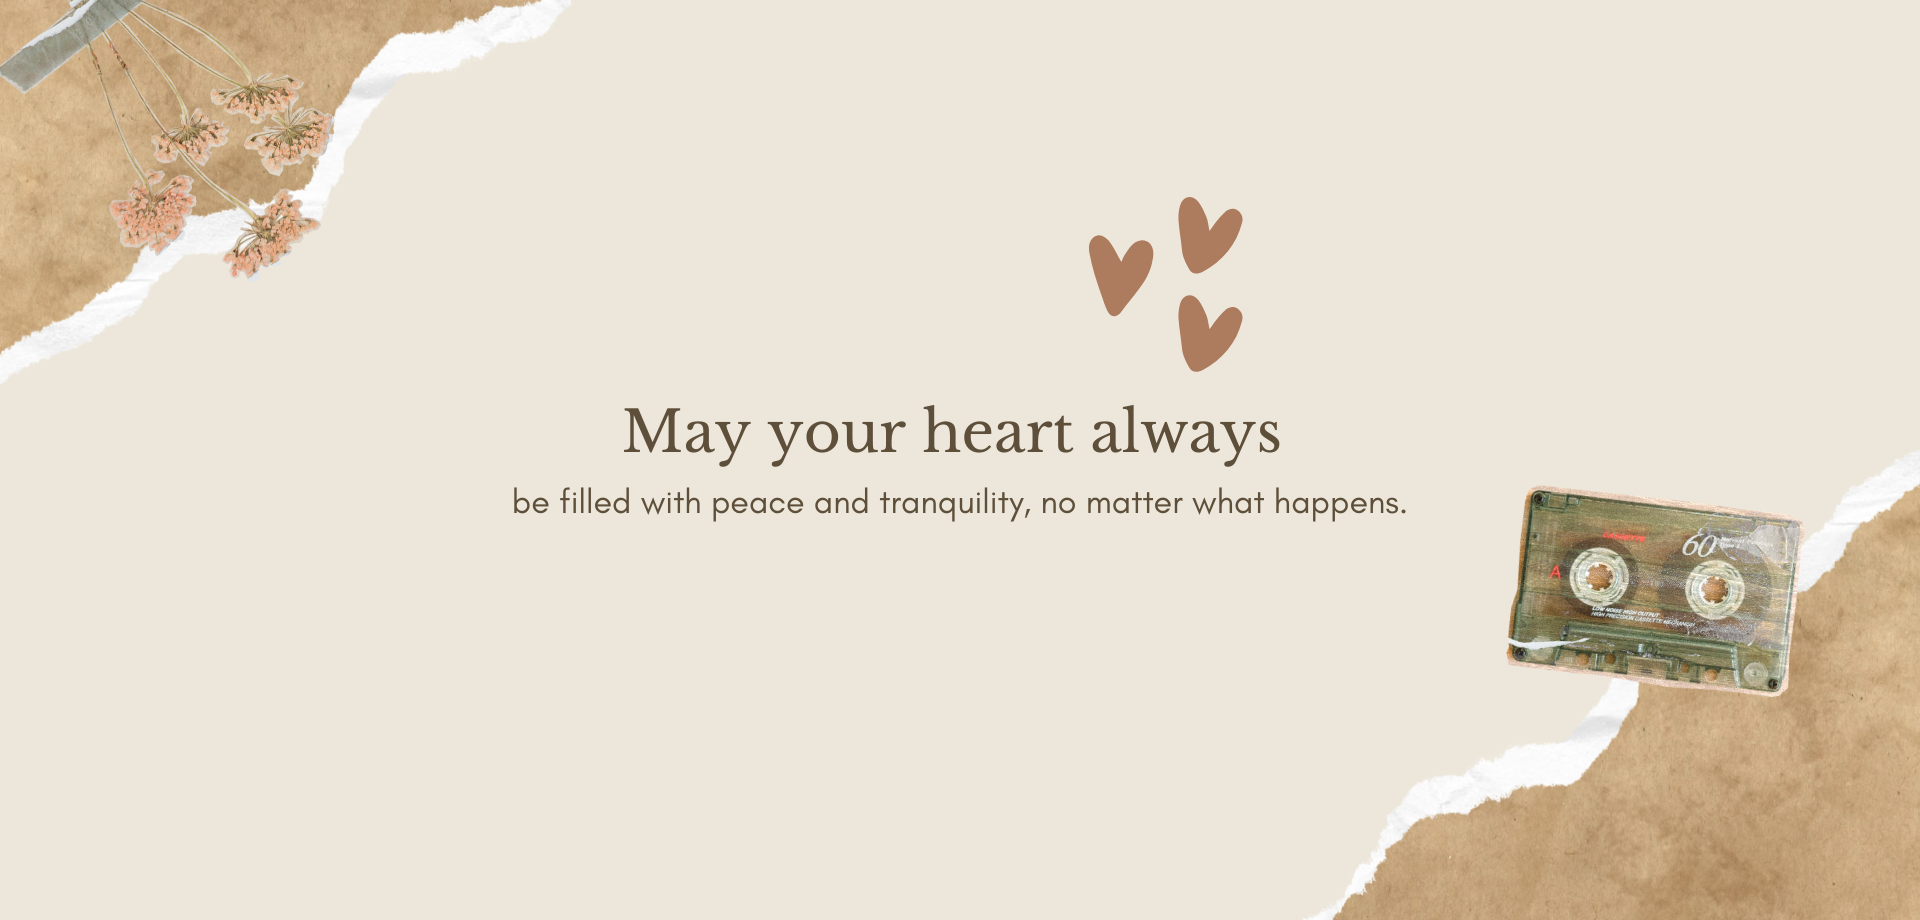 May your heart always
be filled with peace and tranquility, no matter what happens.
60
A
LOW NOISE HIGH OUTPUT
HIGH PRECISION CASSETTE MECHANISM